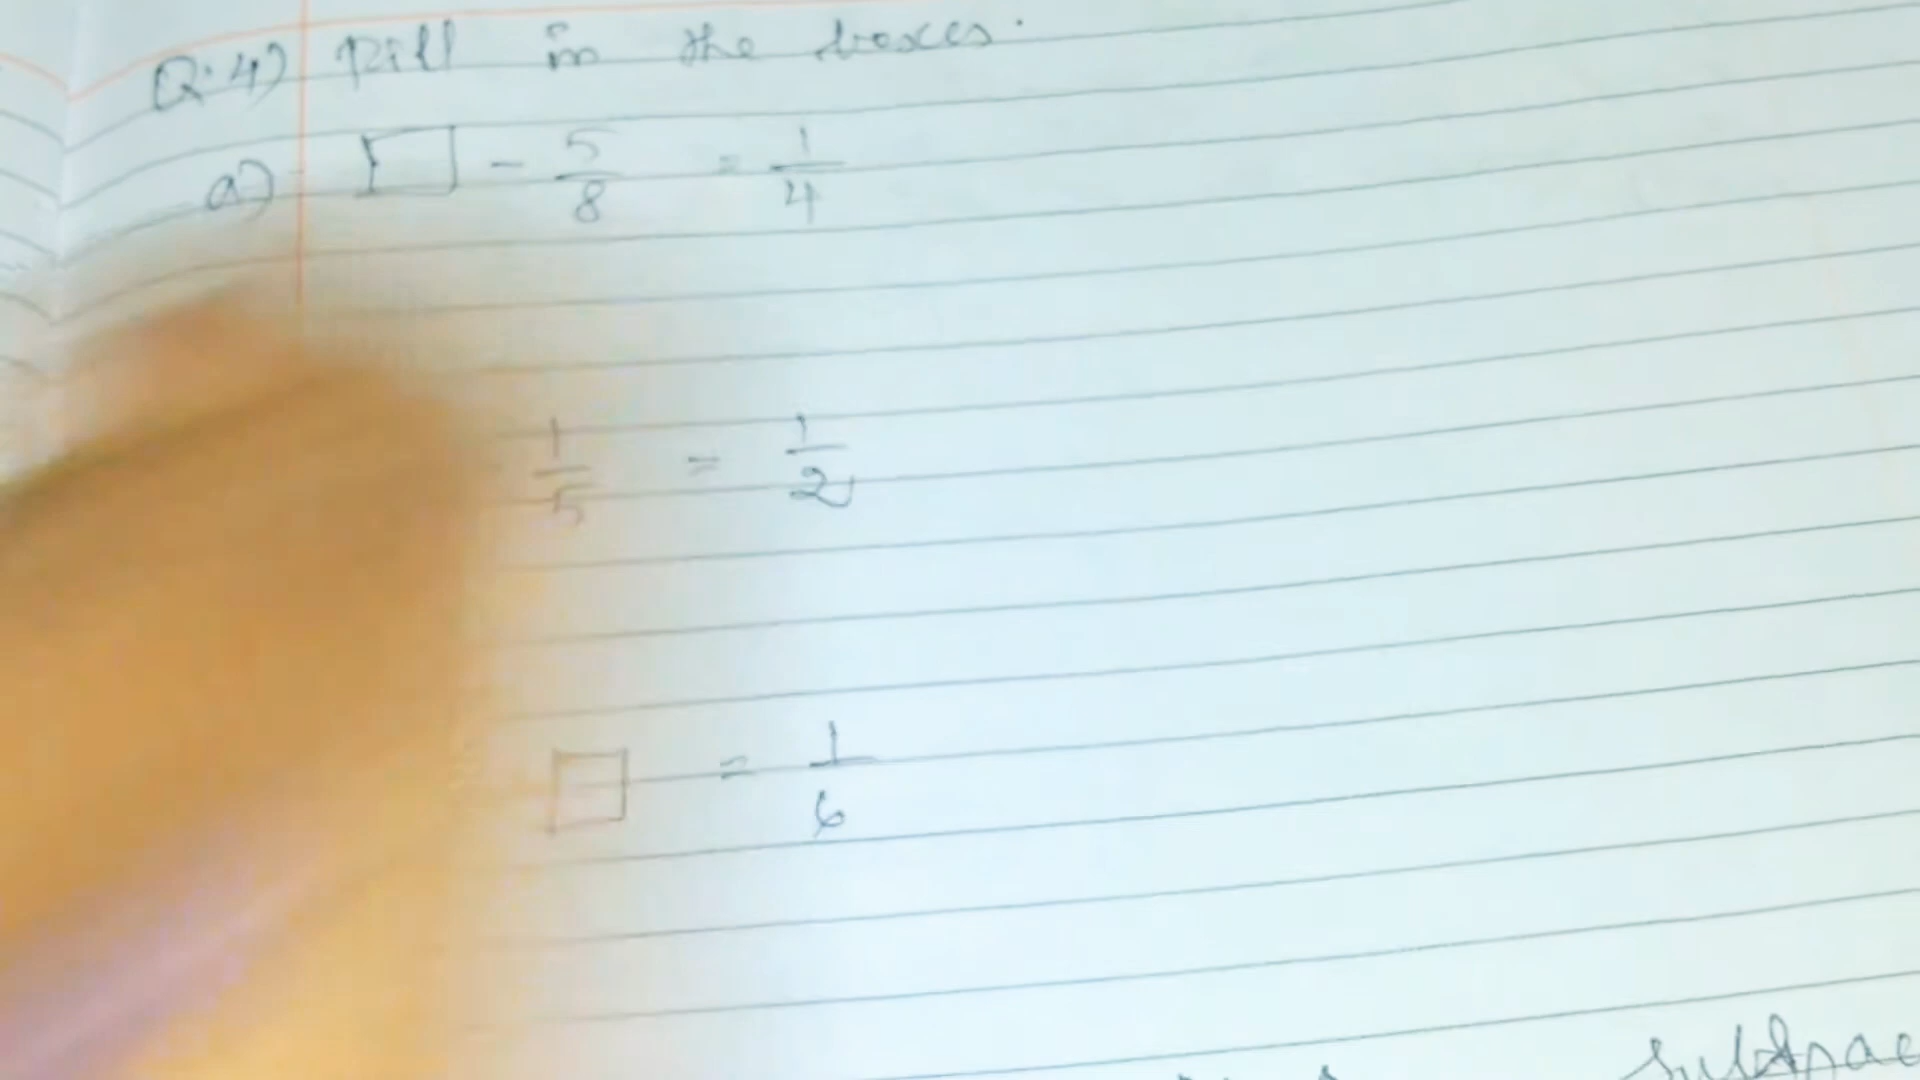 Q.4) Fill in the boxes.
a) □ - 5/8 = 1/4
1/5 = 1/2
□ = 1/6